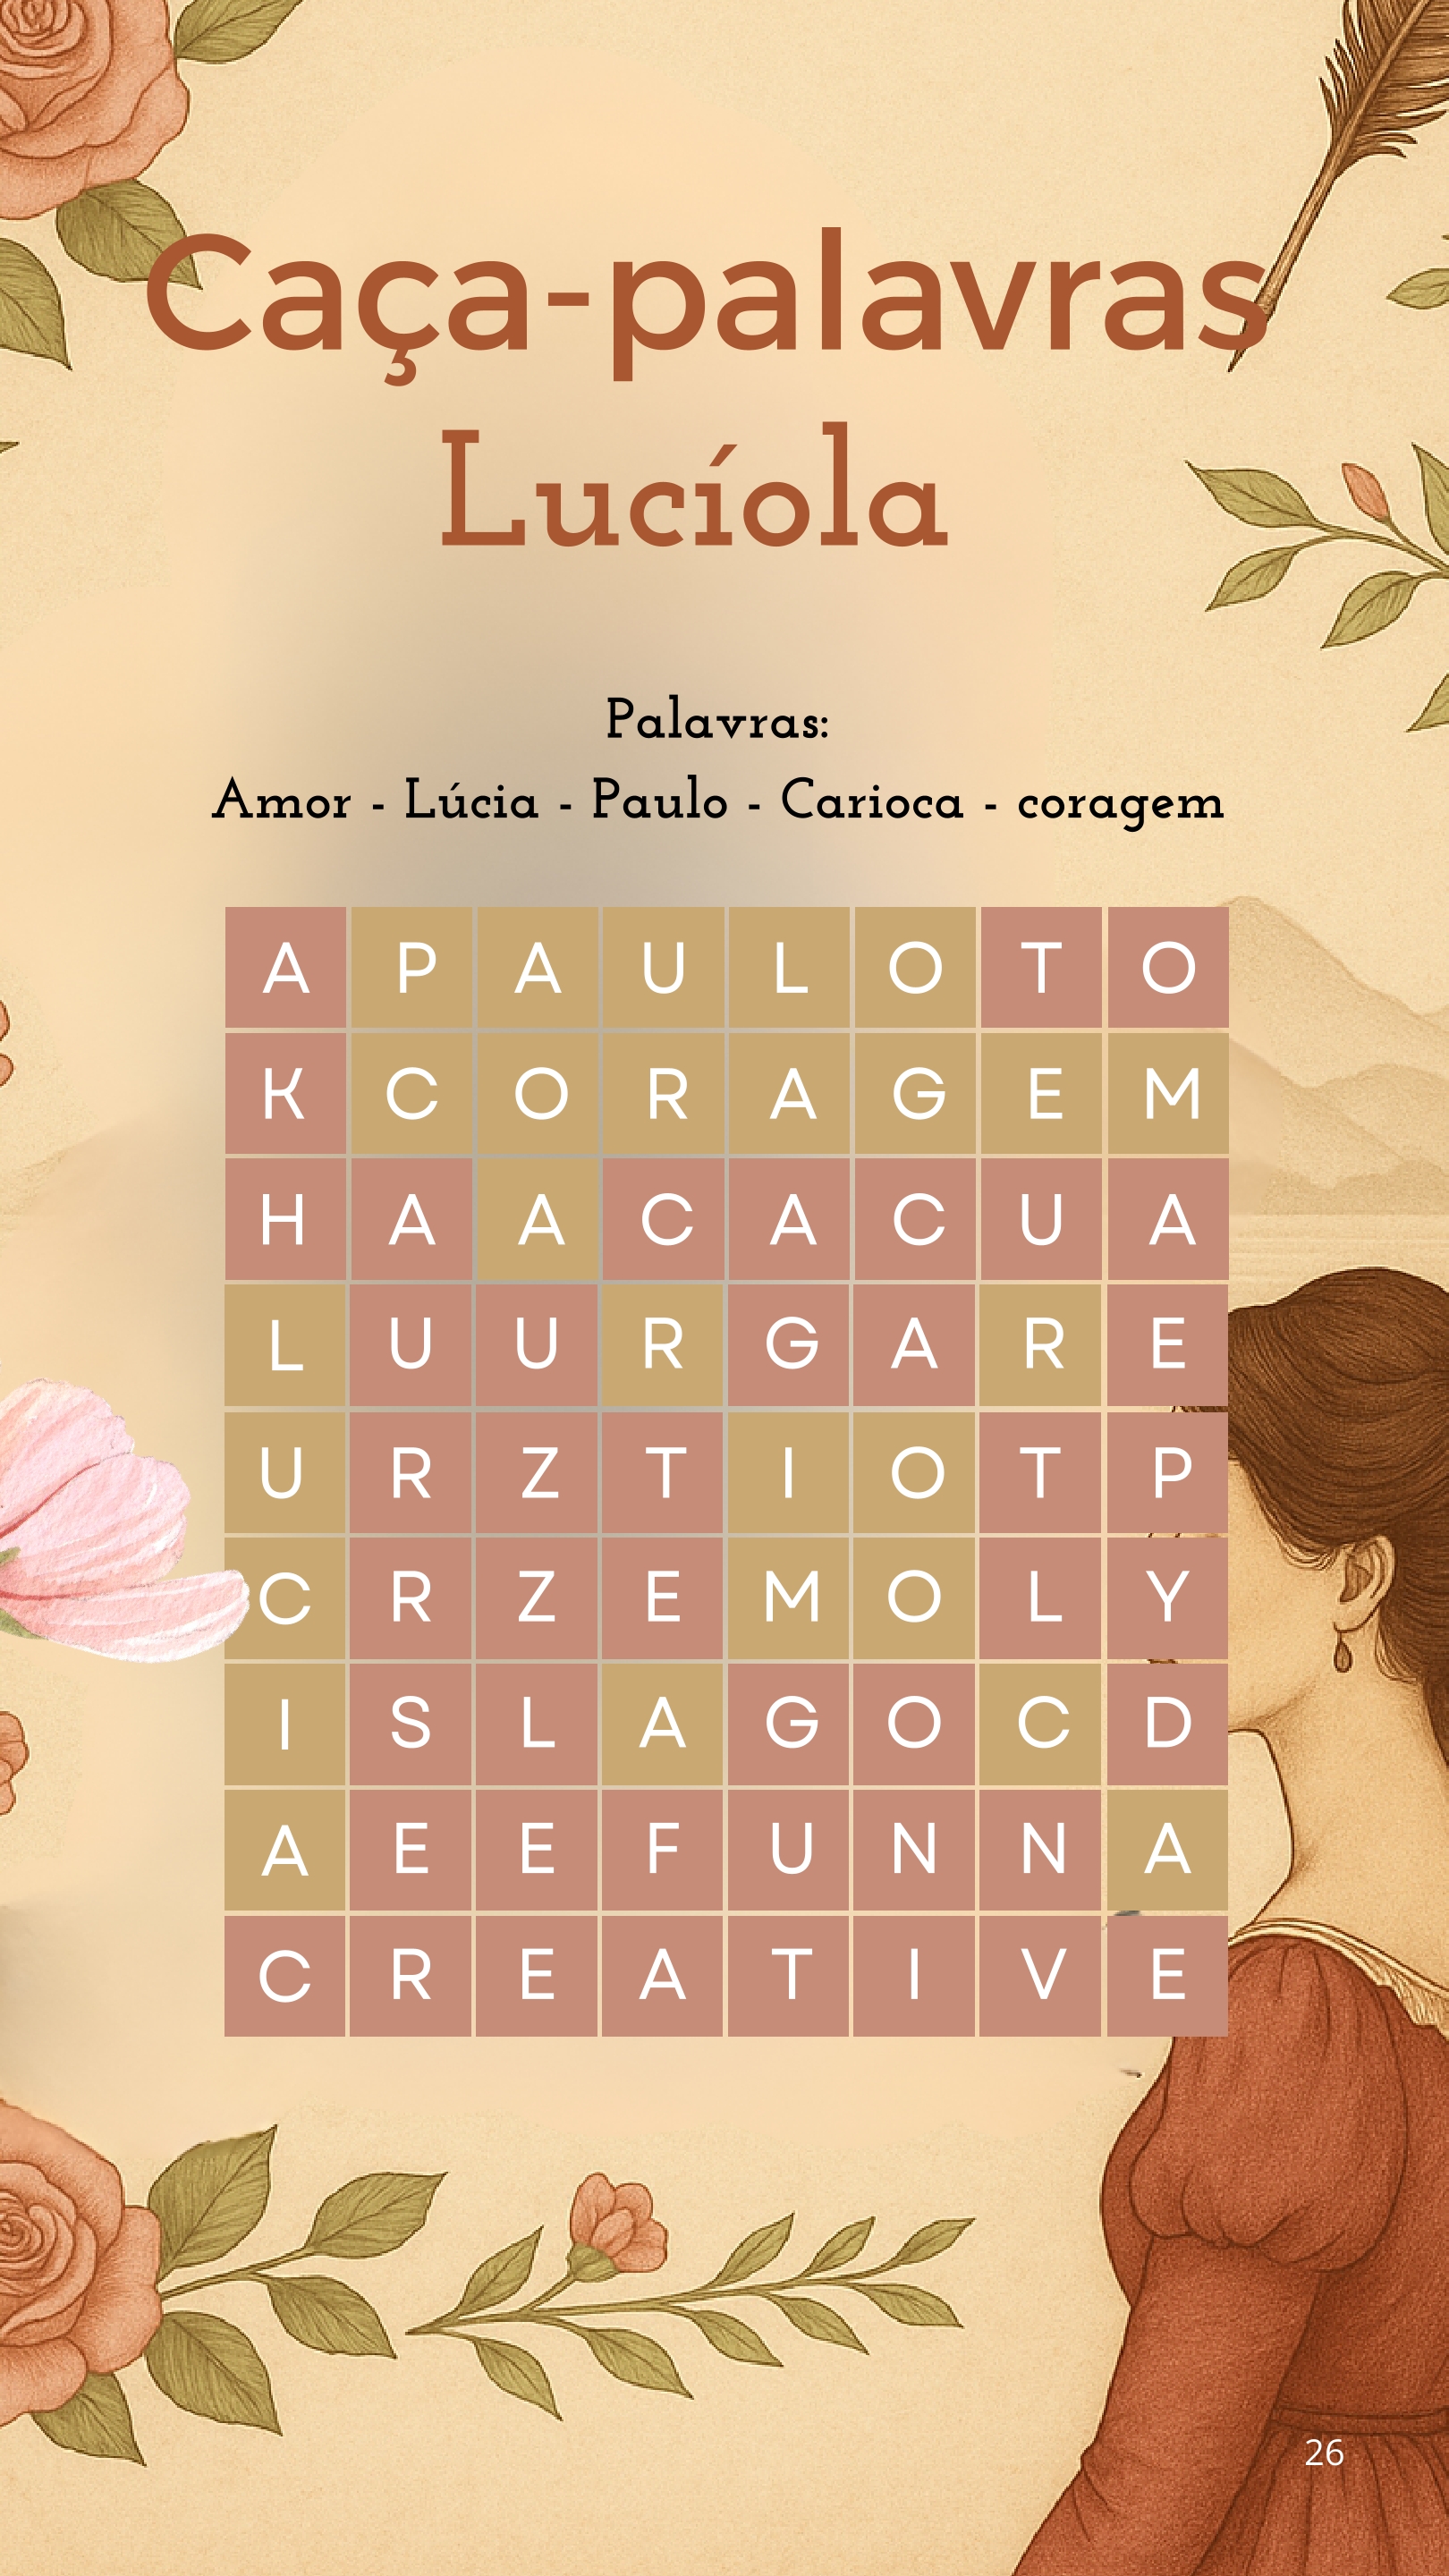 Caça-palavras
Lucíola
Palavras:
Amor - Lúcia - Paulo - Carioca - coragem
A P A U L O T O
K C O R A G E M
H A A C A C U A
L U U R G A R E
U R Z T I O T P
C R Z E M O L Y
I S L A G O C D
A E E F U N N A
C R E A T I V E
26